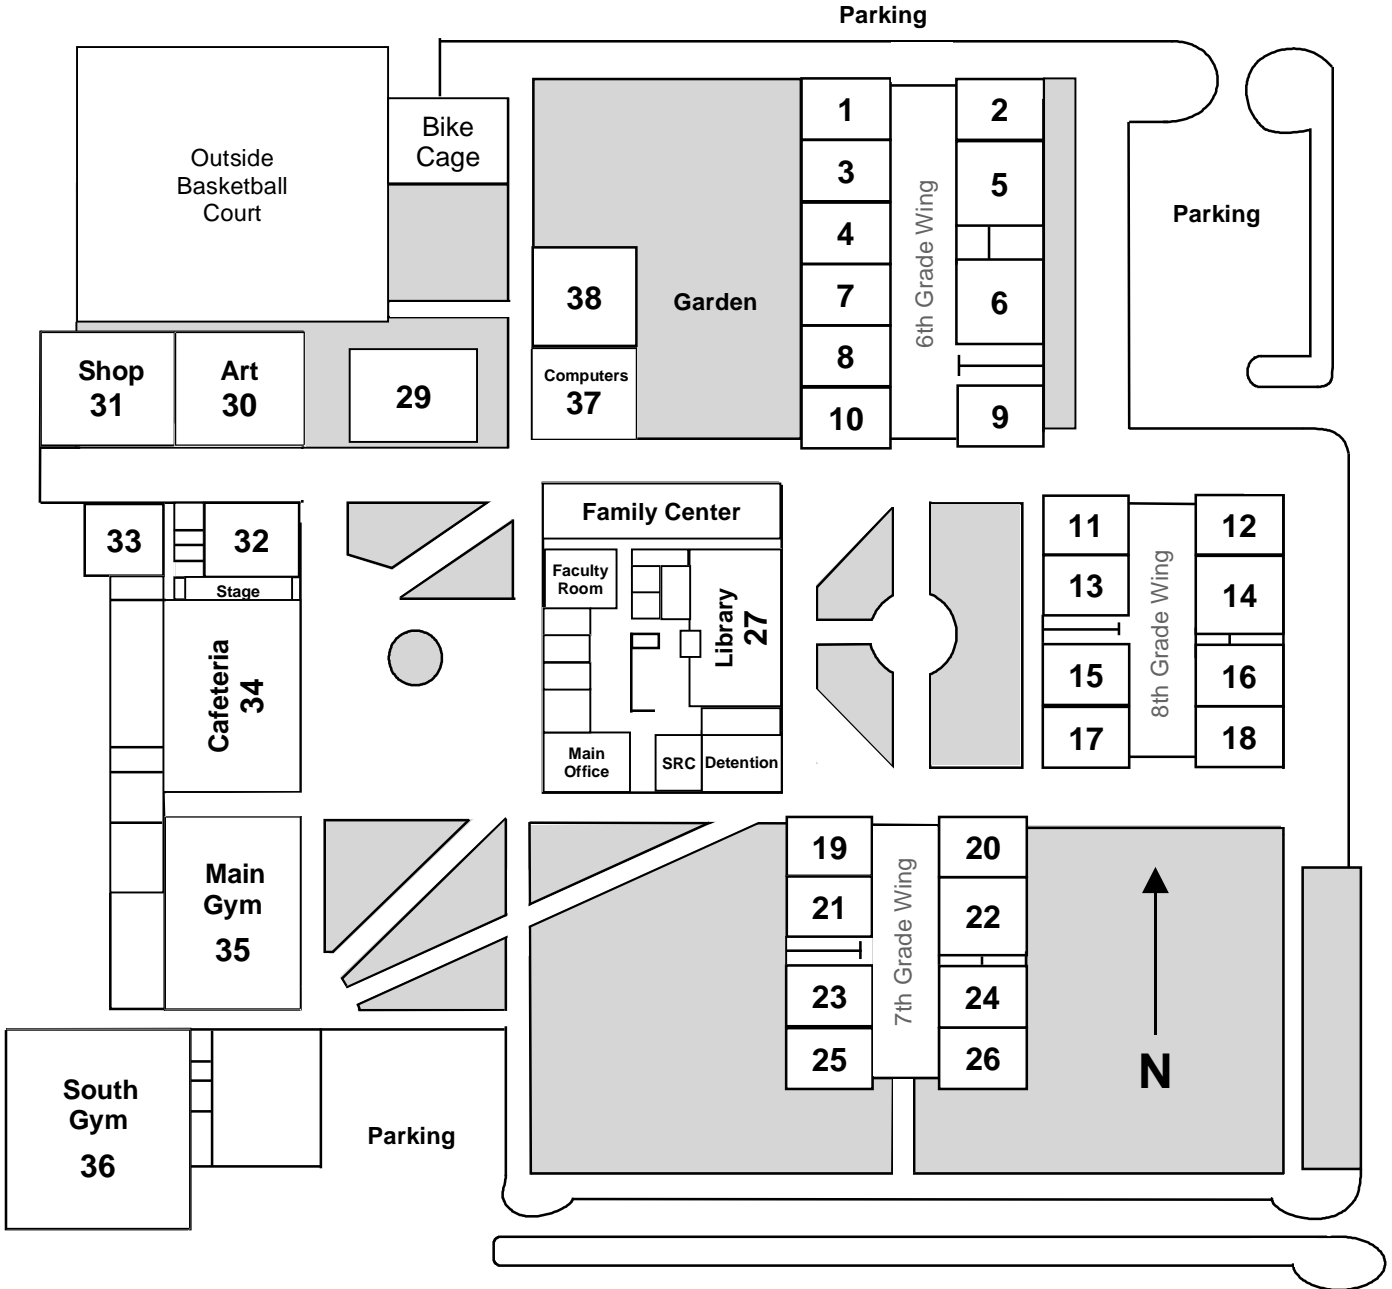 Parking
Outside
Basketball
Court
Bike
Cage
1
2
3
5
4
6th Grade Wing
Parking
38
Garden
7
6
8
Shop
31
Art
30
29
Computers
37
10
9
Family Center
33
32
Stage
Faculty
Room
Library
27
11
12
13
14
8th Grade Wing
15
16
17
18
Cafeteria
34
Main
Office
SRC
Detention
Main
Gym
35
19
20
21
22
7th Grade Wing
23
24
25
26
N
South
Gym
36
Parking